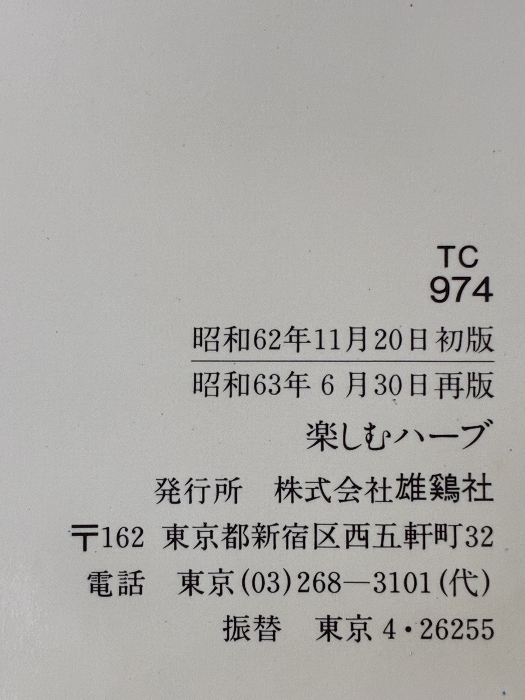 TC
974
昭和62年11月20日初版
昭和63年 6 月30日再版
楽しむハーブ
発行所 株式会社雄鷄社
〒162 東京都新宿区西五軒町32
電話 東京(03)268―3101(代)
振替 東京 4・26255